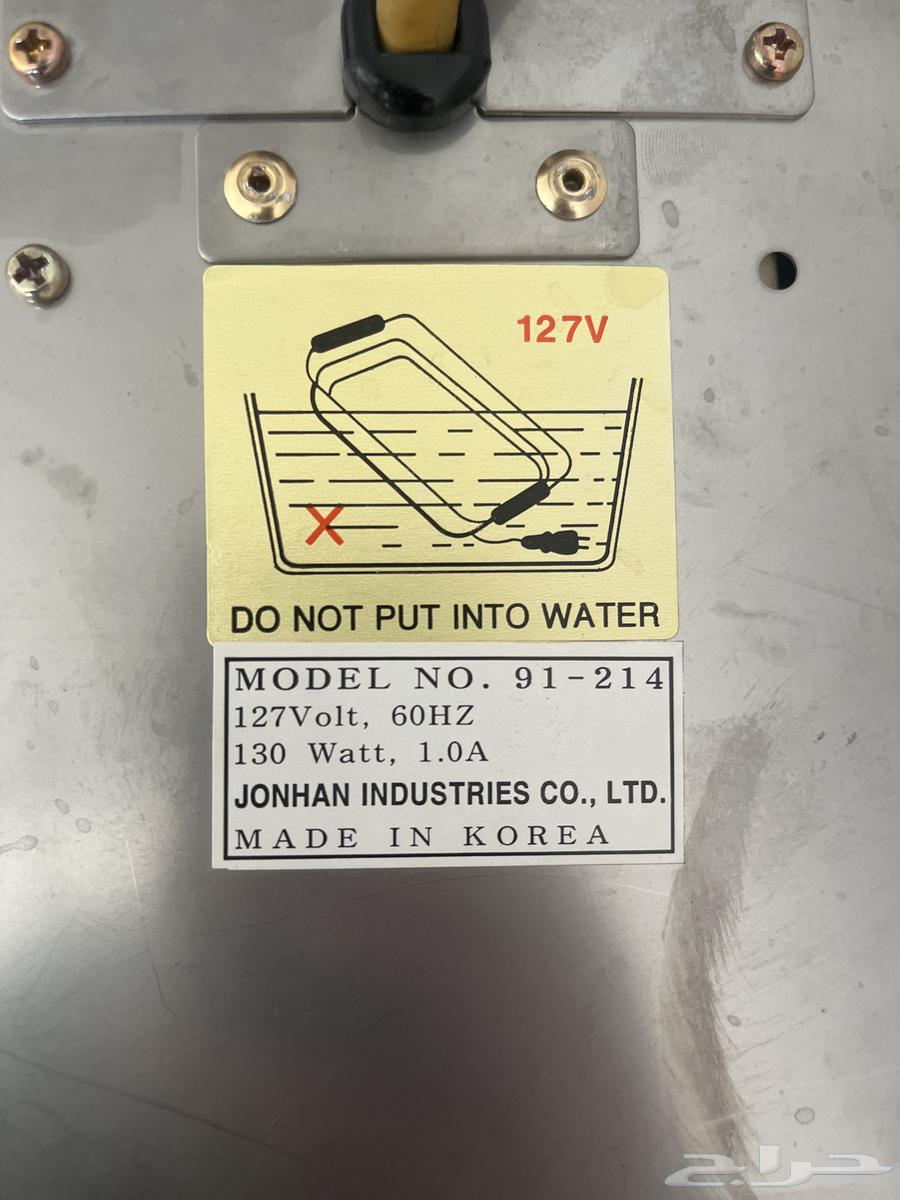 127V
DO NOT PUT INTO WATER
MODEL NO. 91-214
127Volt, 60HZ
130 Watt, 1.0A
JONHAN INDUSTRIES CO., LTD.
MADE IN KOREA
حراج